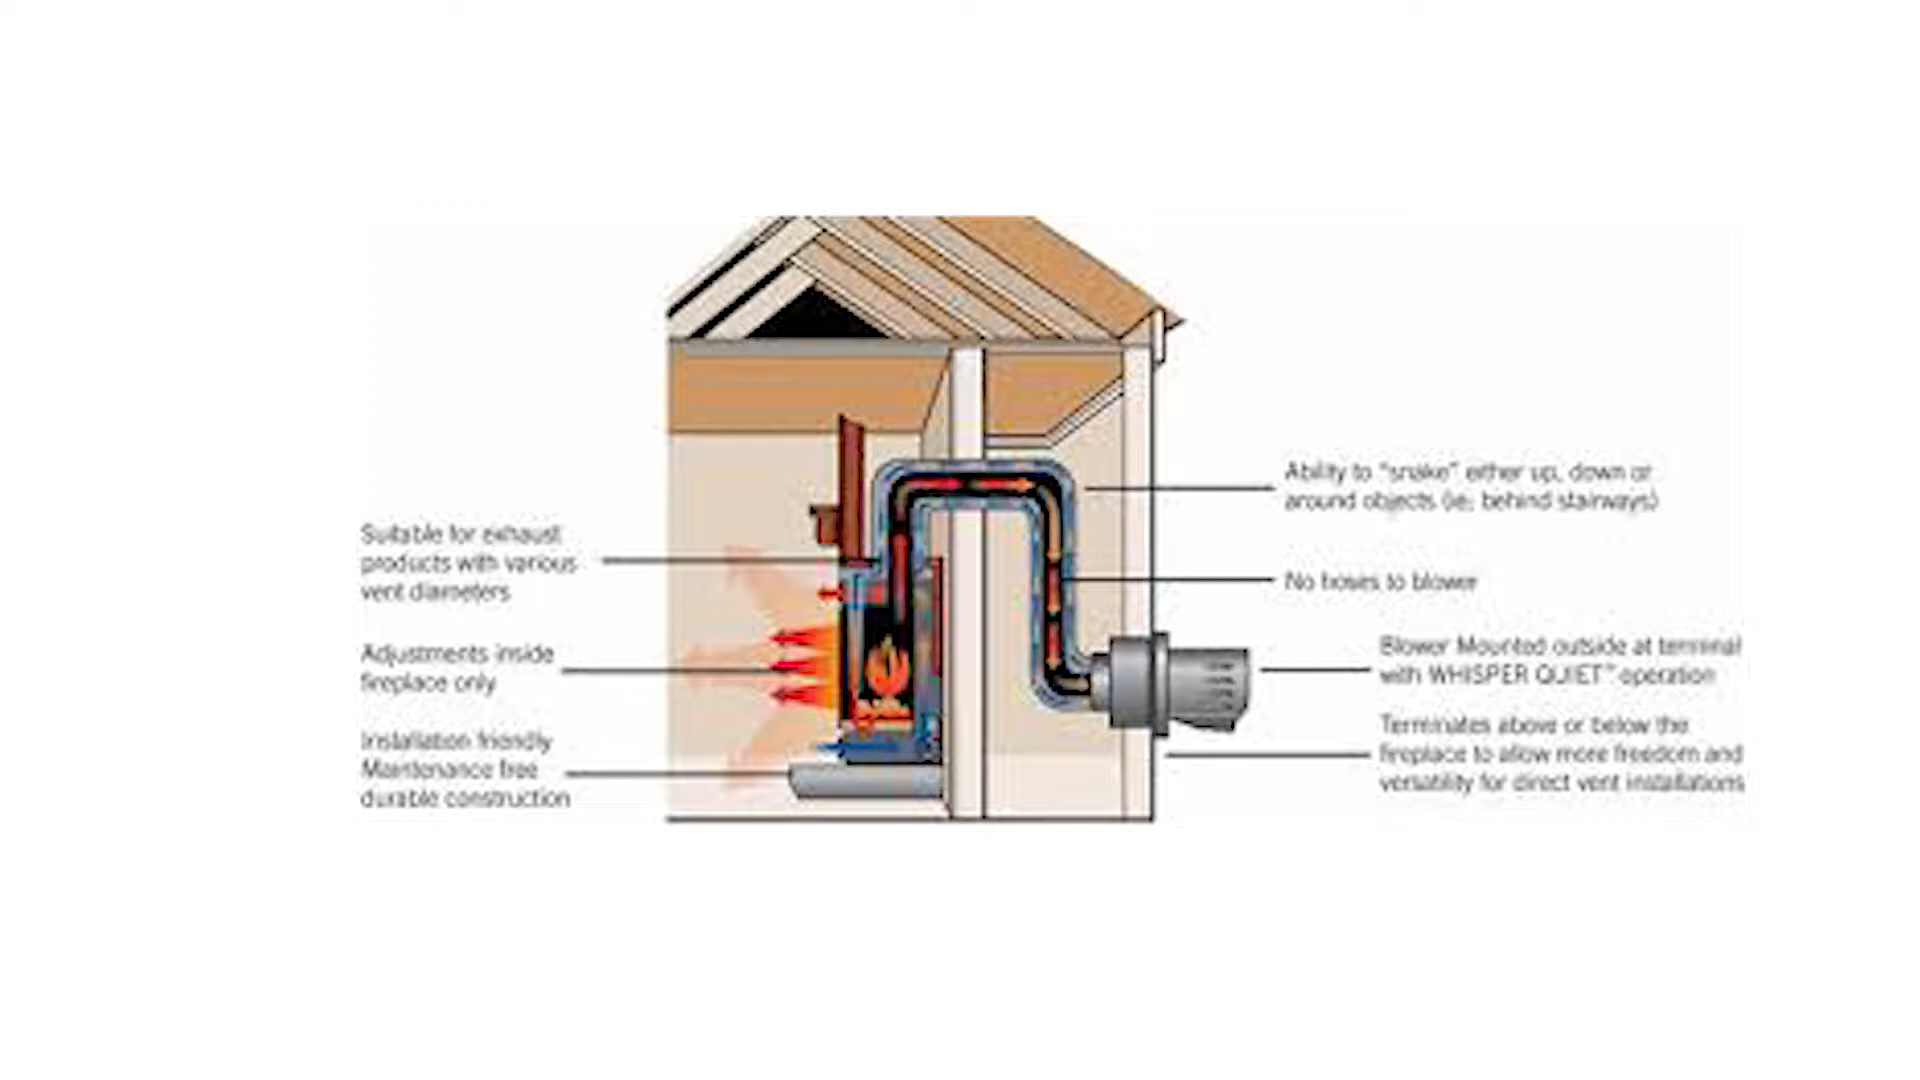 Ability to "snake" either up, down or
around objects (ie; behind stairways)
Suitable for exhaust
products with various
vent diameters
No hoses to blower
Adjustments inside
fireplace only
Blower Mounted outside at terminal
with WHISPER QUIET™ operation
Installation friendly
Maintenance free
durable construction
Terminates above or below the
fireplace to allow more freedom and
versatility for direct vent installations